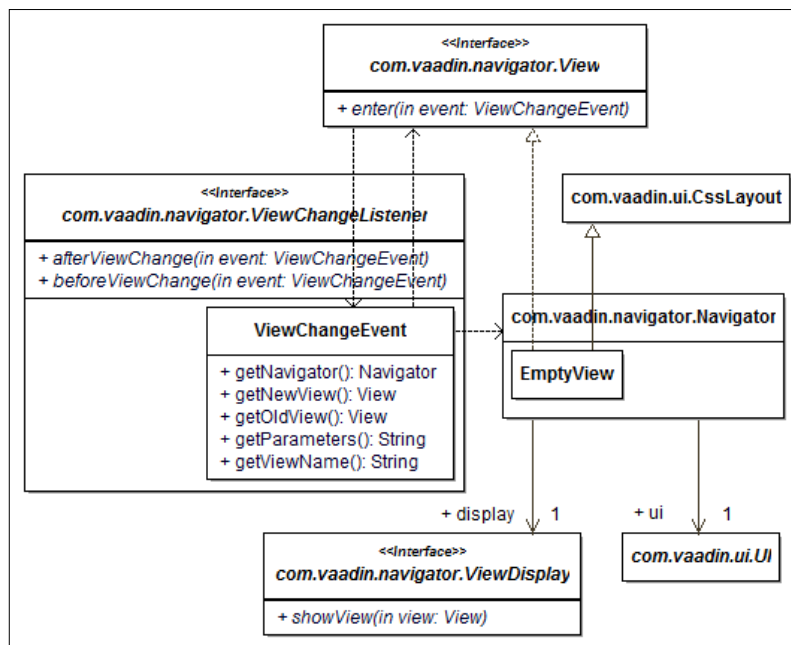 <<Interface>>
com.vaadin.navigator.View
+ enter(in event: ViewChangeEvent)
<<Interface>>
com.vaadin.navigator.ViewChangeListener
+ afterViewChange(in event: ViewChangeEvent)
+ beforeViewChange(in event: ViewChangeEvent)
com.vaadin.ui.CssLayout
ViewChangeEvent
+ getNavigator(): Navigator
+ getNewView(): View
+ getOldView(): View
+ getParameters(): String
+ getViewName(): String
com.vaadin.navigator.Navigator
EmptyView
+ display 1
+ ui 1
<<Interface>>
com.vaadin.navigator.ViewDisplay
+ showView(in view: View)
com.vaadin.ui.UI